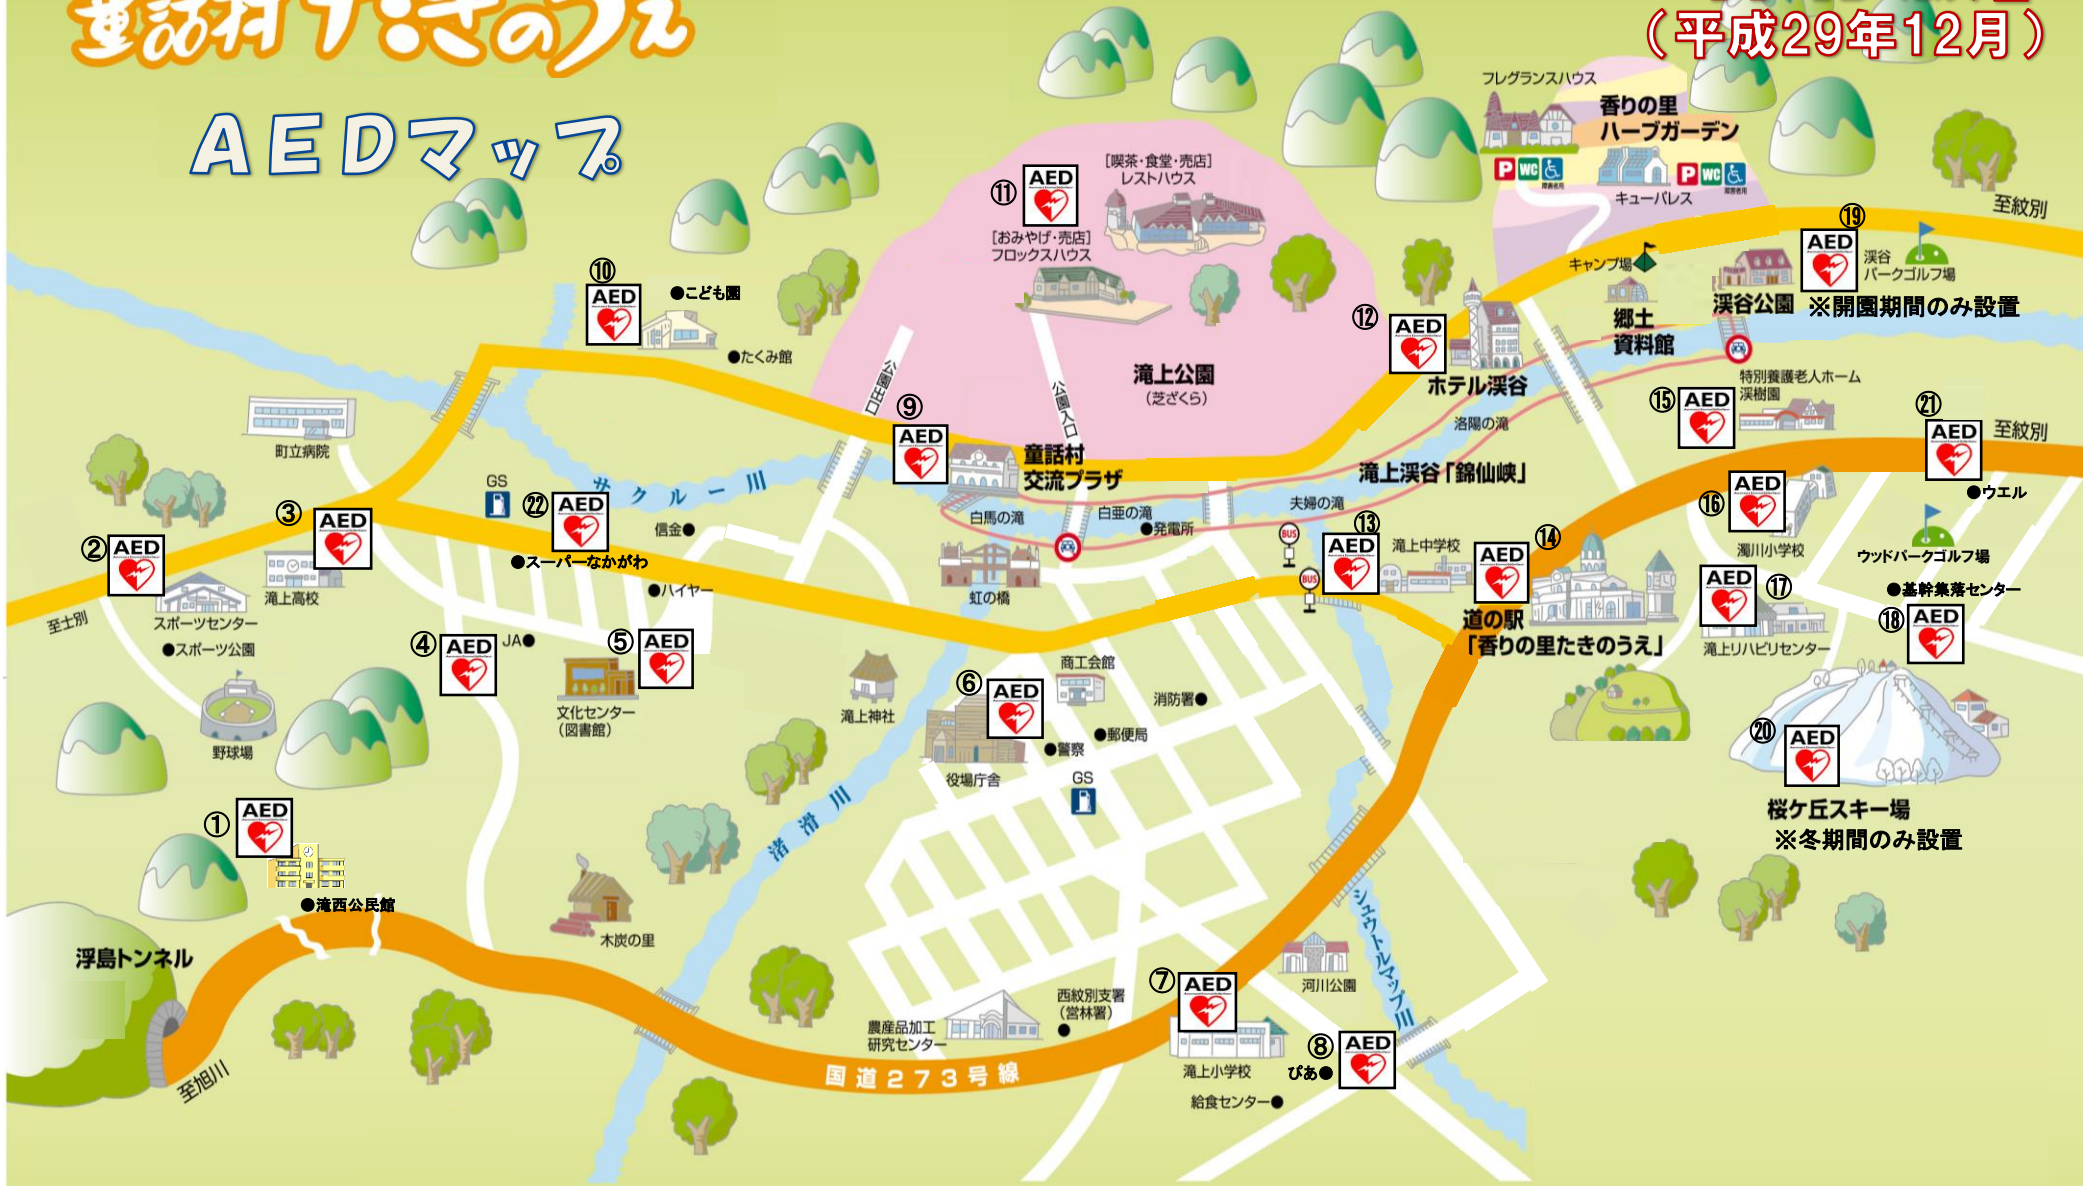 童話村たきのうえ
(平成29年12月)
AEDマップ
フレグランスハウス
香りの里
ハーブガーデン
P WC
障害者用
P WC
障害者用
キューパレス
至紋別
⑪
AED
[喫茶・食堂・売店]
レストハウス
[おみやげ・売店]
フロックスハウス
⑲
AED
渓谷
パークゴルフ場
※開園期間のみ設置
キャンプ場
渓谷公園
郷土
資料館
⑩
AED
●こども園
●たくみ館
⑫
AED
ホテル渓谷
滝上公園
(芝ざくら)
公園出口
公園入口
特別養護老人ホーム
渓樹園
⑮
AED
㉑
AED
至紋別
●ウエル
洛陽の滝
滝上渓谷「錦仙峡」
⑨
AED
童話村
交流プラザ
町立病院
サクルー川
GS
㉒
AED
信金●
●スーパーなかがわ
●ハイヤー
白馬の滝
白亜の滝
●発電所
夫婦の滝
虹の橋
BUS
BUS
⑬
AED
滝上中学校
⑭
AED
道の駅
「香りの里たきのうえ」
⑯
AED
濁川小学校
ウッドパークゴルフ場
●基幹集落センター
⑰
AED
滝上リハビリセンター
⑱
AED
③
AED
滝上高校
②
AED
スポーツセンター
●スポーツ公園
至士別
野球場
④
AED
JA●
⑤
AED
文化センター
(図書館)
滝上神社
⑥
AED
役場庁舎
商工会館
消防署●
●郵便局
●警察
GS
⑳
AED
桜ケ丘スキー場
※冬期間のみ設置
渚滑川
①
AED
●滝西公民館
浮島トンネル
至旭川
木炭の里
シュウトルマップ川
河川公園
西紋別支署
(営林署)
●
農産品加工
研究センター
国道273号線
⑦
AED
滝上小学校
⑧
AED
ぴあ●
給食センター●